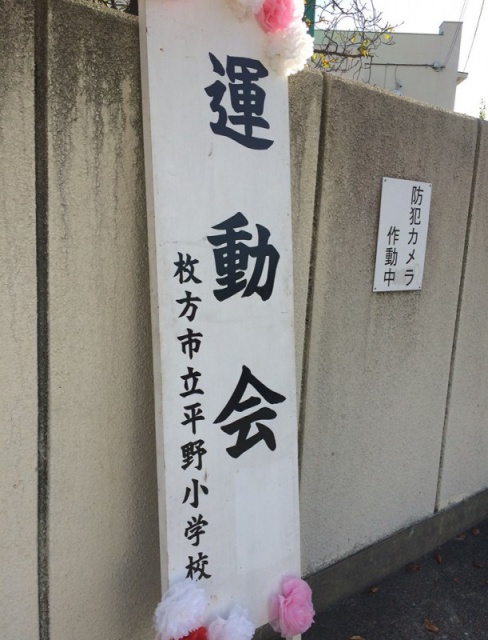 運動会
枚方市立平野小学校
防犯カメラ
作動中